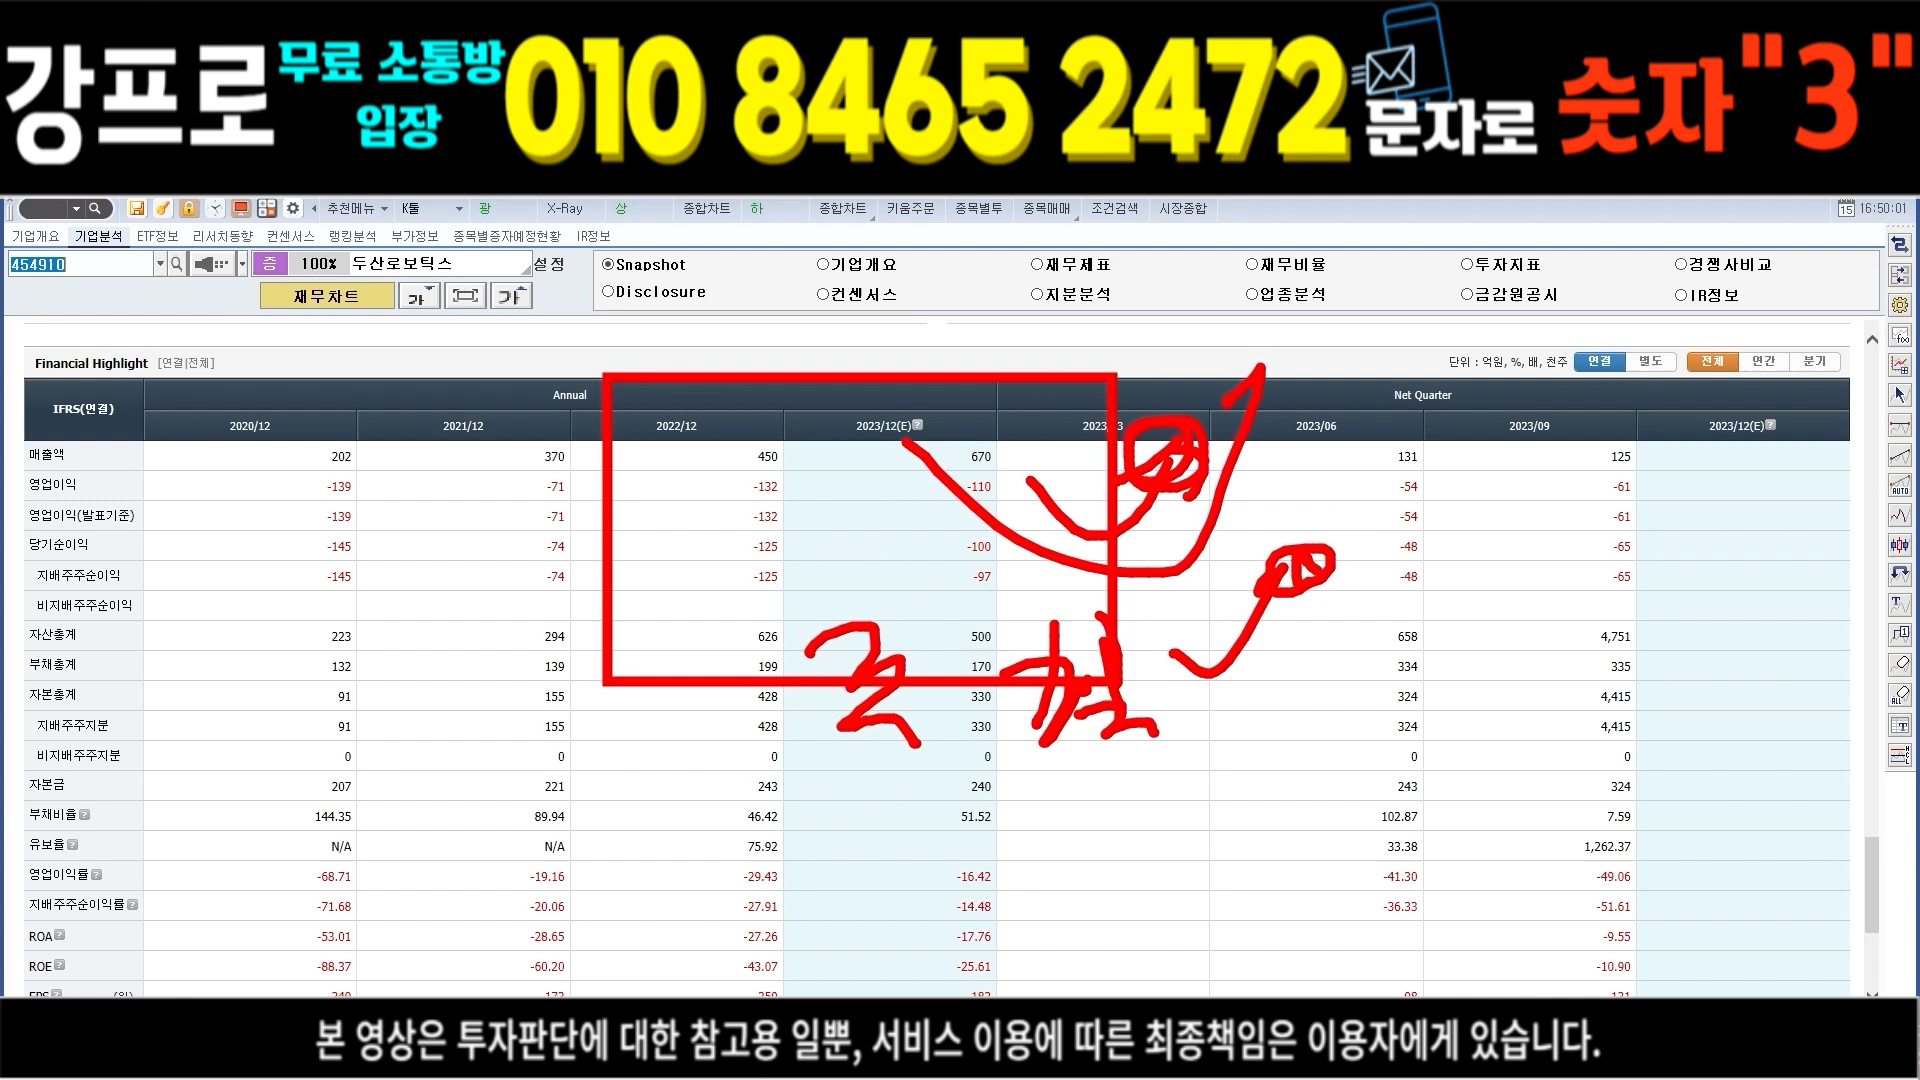 강프로 무료 소통방 입장 010 8465 2472 문자로 숫자"3"
추천메뉴 K툴 광 X-Ray 상 종합차트 하 종합차트 키움주문 종목별투 종목매매 조건검색 시장종합 15 16:50:01
기업개요 기업분석 ETF정보 리서치동향 컨센서스 랭킹분석 부가정보 종목별증자예정현황 IR정보
454910 증 100% 두산로보틱스 설정 Snapshot 기업개요 재무제표 재무비율 투자지표 경쟁사비교
재무차트 가 가 Disclosure 컨센서스 지분분석 업종분석 금감원공시 IR정보
Financial Highlight [연결|전체] 단위 : 억원, %, 배, 천주 연결 별도 전체 연간 분기
IFRS(연결) Annual Net Quarter
2020/12 2021/12 2022/12 2023/12(E) 2023/06 2023/09 2023/12(E)
매출액 202 370 450 670 131 125
영업이익 -139 -71 -132 -110 -54 -61
영업이익(발표기준) -139 -71 -132 -54 -61
당기순이익 -145 -74 -125 -100 -48 -65
지배주주순이익 -145 -74 -125 -97 -48 -65
비지배주주순이익
자산총계 223 294 626 500 658 4,751
부채총계 132 139 199 170 334 335
자본총계 91 155 428 330 324 4,415
지배주주지분 91 155 428 330 324 4,415
비지배주주지분 0 0 0 0 0 0
자본금 207 221 243 240 243 324
부채비율 144.35 89.94 46.42 51.52 102.87 7.59
유보율 N/A N/A 75.92 33.38 1,262.37
영업이익률 -68.71 -19.16 -29.43 -16.42 -41.30 -49.06
지배주주순이익률 -71.68 -20.06 -27.91 -14.48 -36.33 -51.61
ROA -53.01 -28.65 -27.26 -17.76 -9.55
ROE -88.37 -60.20 -43.07 -25.61 -10.90
본 영상은 투자판단에 대한 참고용 일뿐, 서비스 이용에 따른 최종책임은 이용자에게 있습니다.